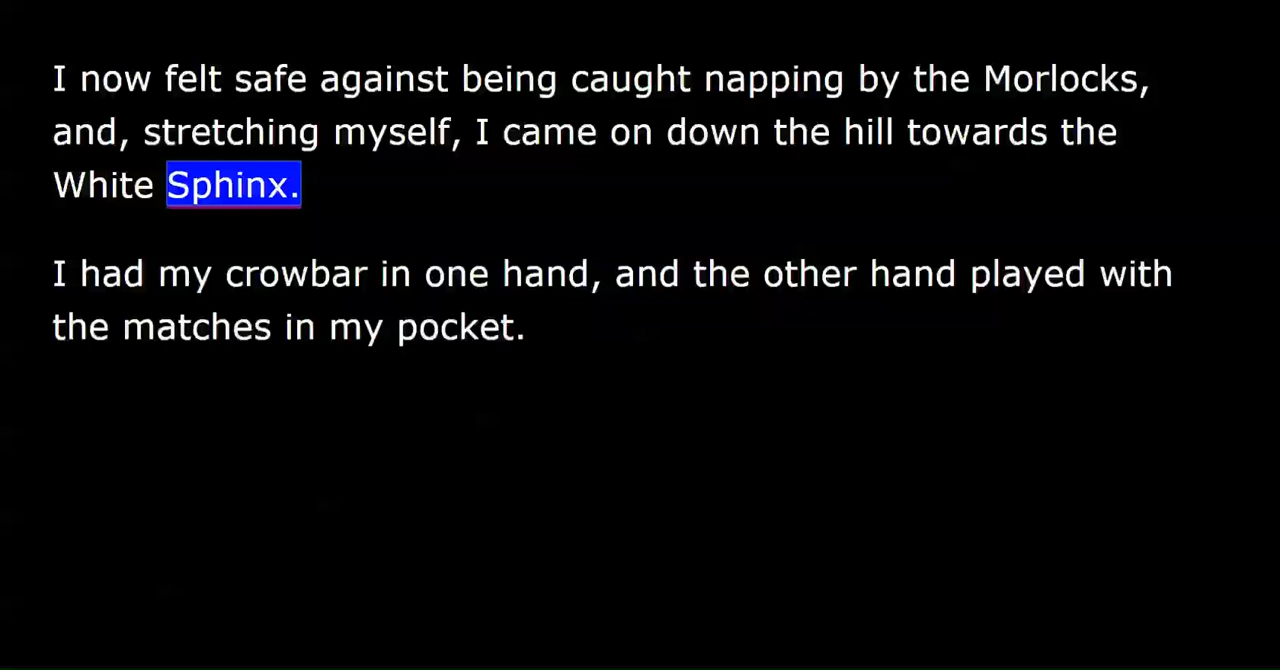 I now felt safe against being caught napping by the Morlocks,
and, stretching myself, I came on down the hill towards the
White Sphinx.
I had my crowbar in one hand, and the other hand played with
the matches in my pocket.